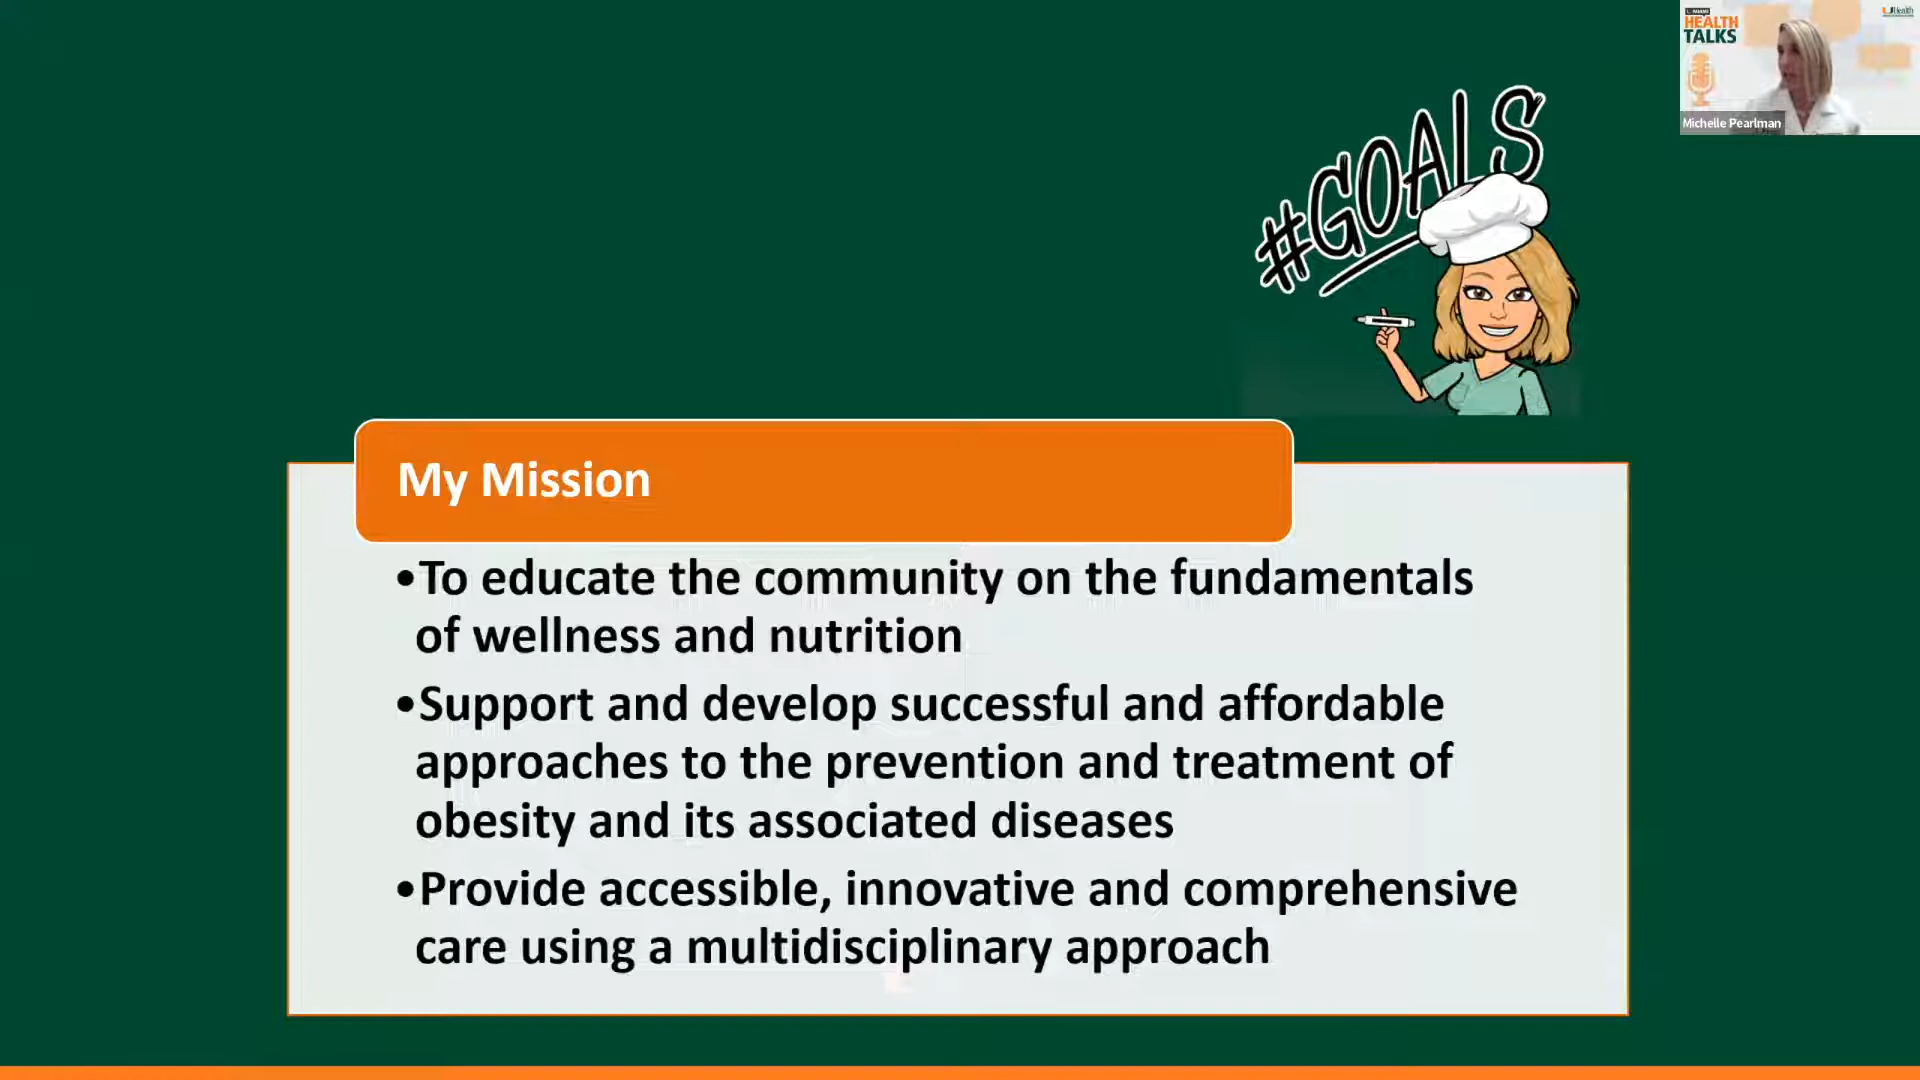 HEALTH
TALKS
UHealth
Michelle Pearlman
#GOALS
My Mission
•To educate the community on the fundamentals
of wellness and nutrition
•Support and develop successful and affordable
approaches to the prevention and treatment of
obesity and its associated diseases
•Provide accessible, innovative and comprehensive
care using a multidisciplinary approach